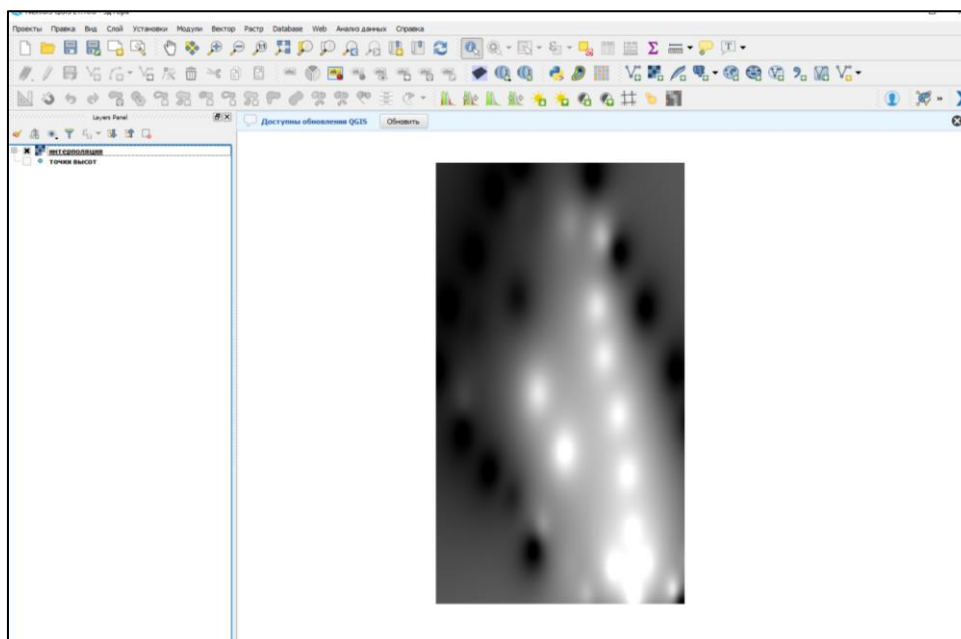 Проекты Правка Вид Слой Установки Модули Вектор Растр Database Web Анализ данных Справка
Layers Panel
Доступны обновления QGIS Обновить
интерполяция
точки высот